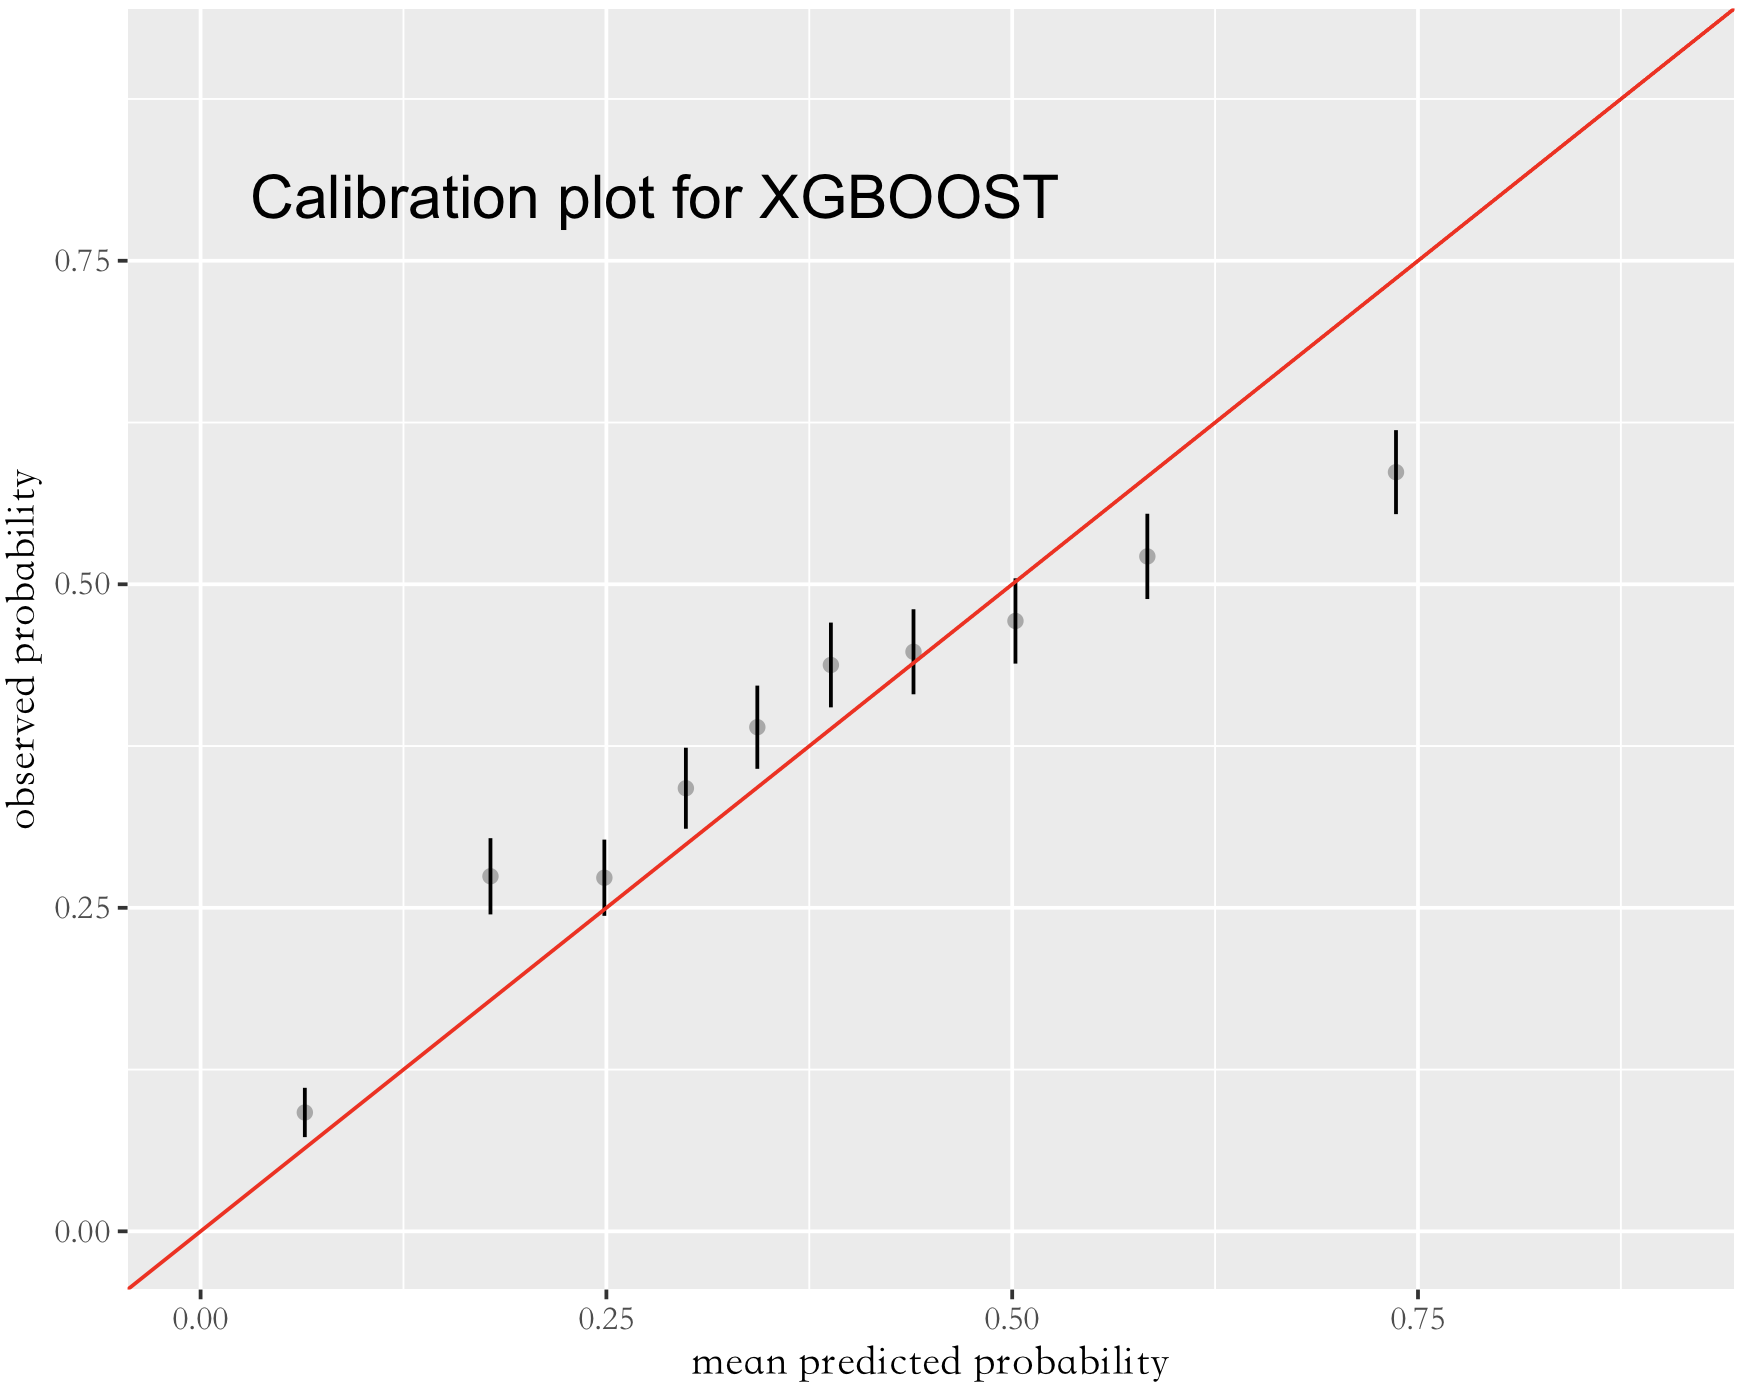 Calibration plot for XGBOOST
observed probability
0.75
0.50
0.25
0.00
0.00 0.25 0.50 0.75
mean predicted probability